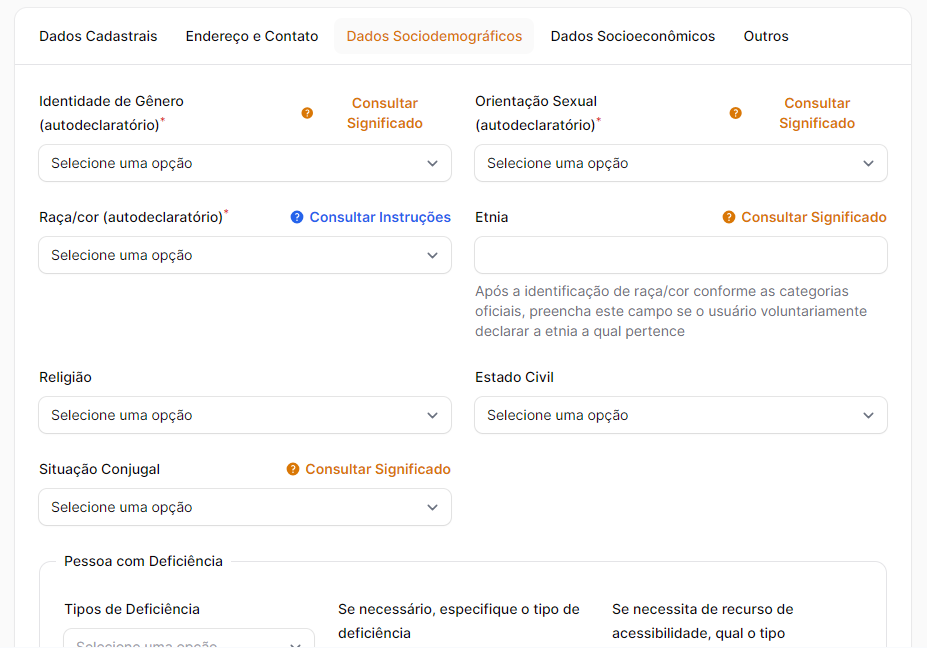 Dados Cadastrais Endereço e Contato Dados Sociodemográficos Dados Socioeconômicos Outros
Identidade de Gênero
(autodeclaratório)*
? Consultar
Significado
Orientação Sexual
(autodeclaratório)*
? Consultar
Significado
Selecione uma opção
Selecione uma opção
Raça/cor (autodeclaratório)* ? Consultar Instruções
Etnia ? Consultar Significado
Selecione uma opção
Após a identificação de raça/cor conforme as categorias
oficiais, preencha este campo se o usuário voluntariamente
declarar a etnia a qual pertence
Religião
Estado Civil
Selecione uma opção
Selecione uma opção
Situação Conjugal ? Consultar Significado
Selecione uma opção
Pessoa com Deficiência
Tipos de Deficiência
Selecione uma opção
Se necessário, especifique o tipo de
deficiência
Se necessita de recurso de
acessibilidade, qual o tipo